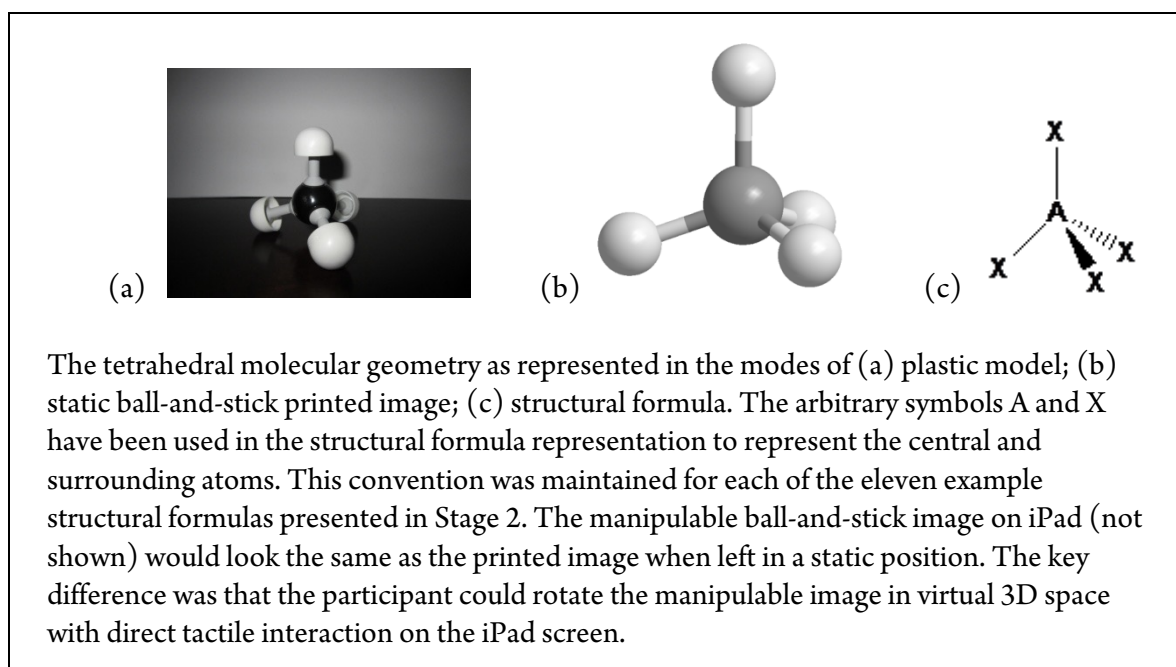 X
A
X
X
X
(a)
(b)
(c)
The tetrahedral molecular geometry as represented in the modes of (a) plastic model; (b)
static ball-and-stick printed image; (c) structural formula. The arbitrary symbols A and X
have been used in the structural formula representation to represent the central and
surrounding atoms. This convention was maintained for each of the eleven example
structural formulas presented in Stage 2. The manipulable ball-and-stick image on iPad (not
shown) would look the same as the printed image when left in a static position. The key
difference was that the participant could rotate the manipulable image in virtual 3D space
with direct tactile interaction on the iPad screen.